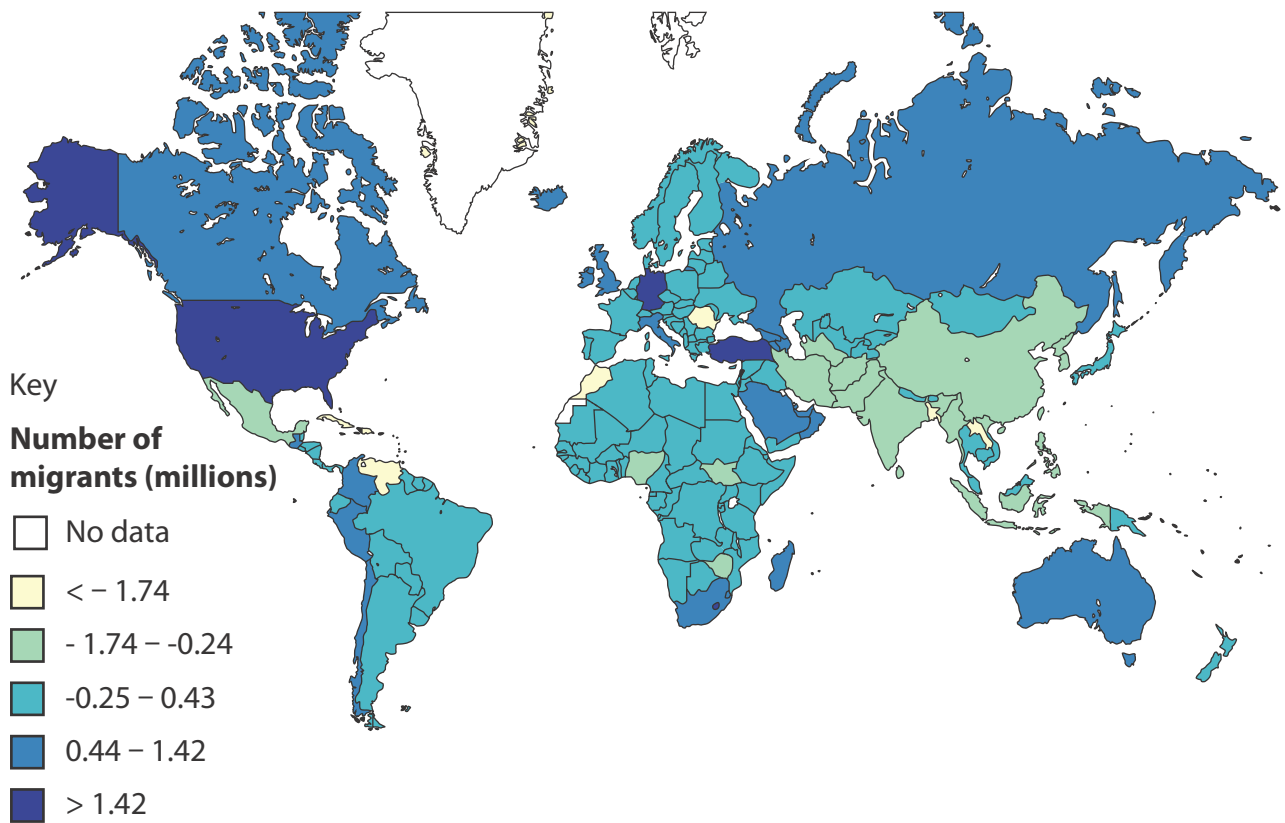 Key
Number of
migrants (millions)
No data
< – 1.74
- 1.74 – -0.24
-0.25 – 0.43
0.44 – 1.42
> 1.42